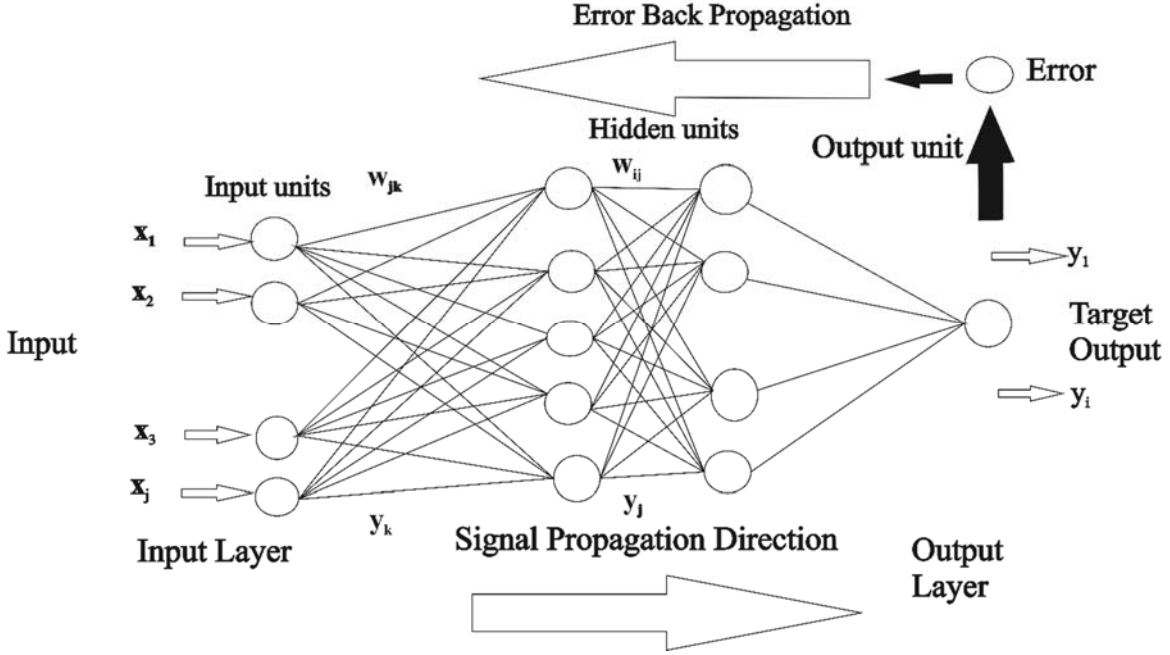 Error Back Propagation
Error
Hidden units
Output unit
Input units
w_jk
w_ij
x_1
y_1
x_2
Input
Target
Output
y_i
x_3
x_j
y_k
y_j
Input Layer
Signal Propagation Direction
Output
Layer